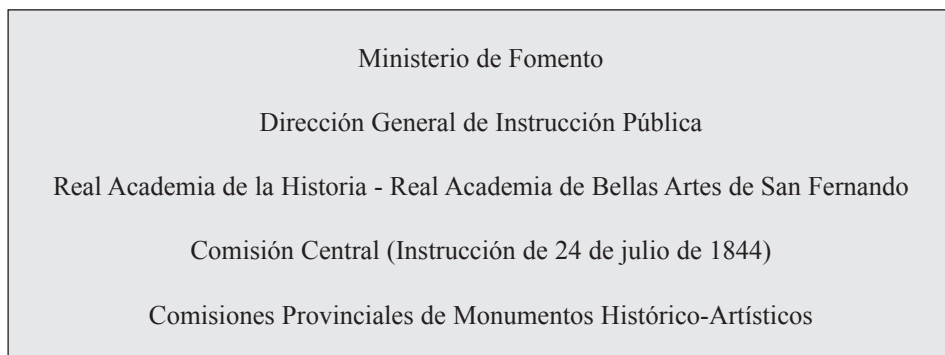 Ministerio de Fomento
Dirección General de Instrucción Pública
Real Academia de la Historia - Real Academia de Bellas Artes de San Fernando
Comisión Central (Instrucción de 24 de julio de 1844)
Comisiones Provinciales de Monumentos Histórico-Artísticos